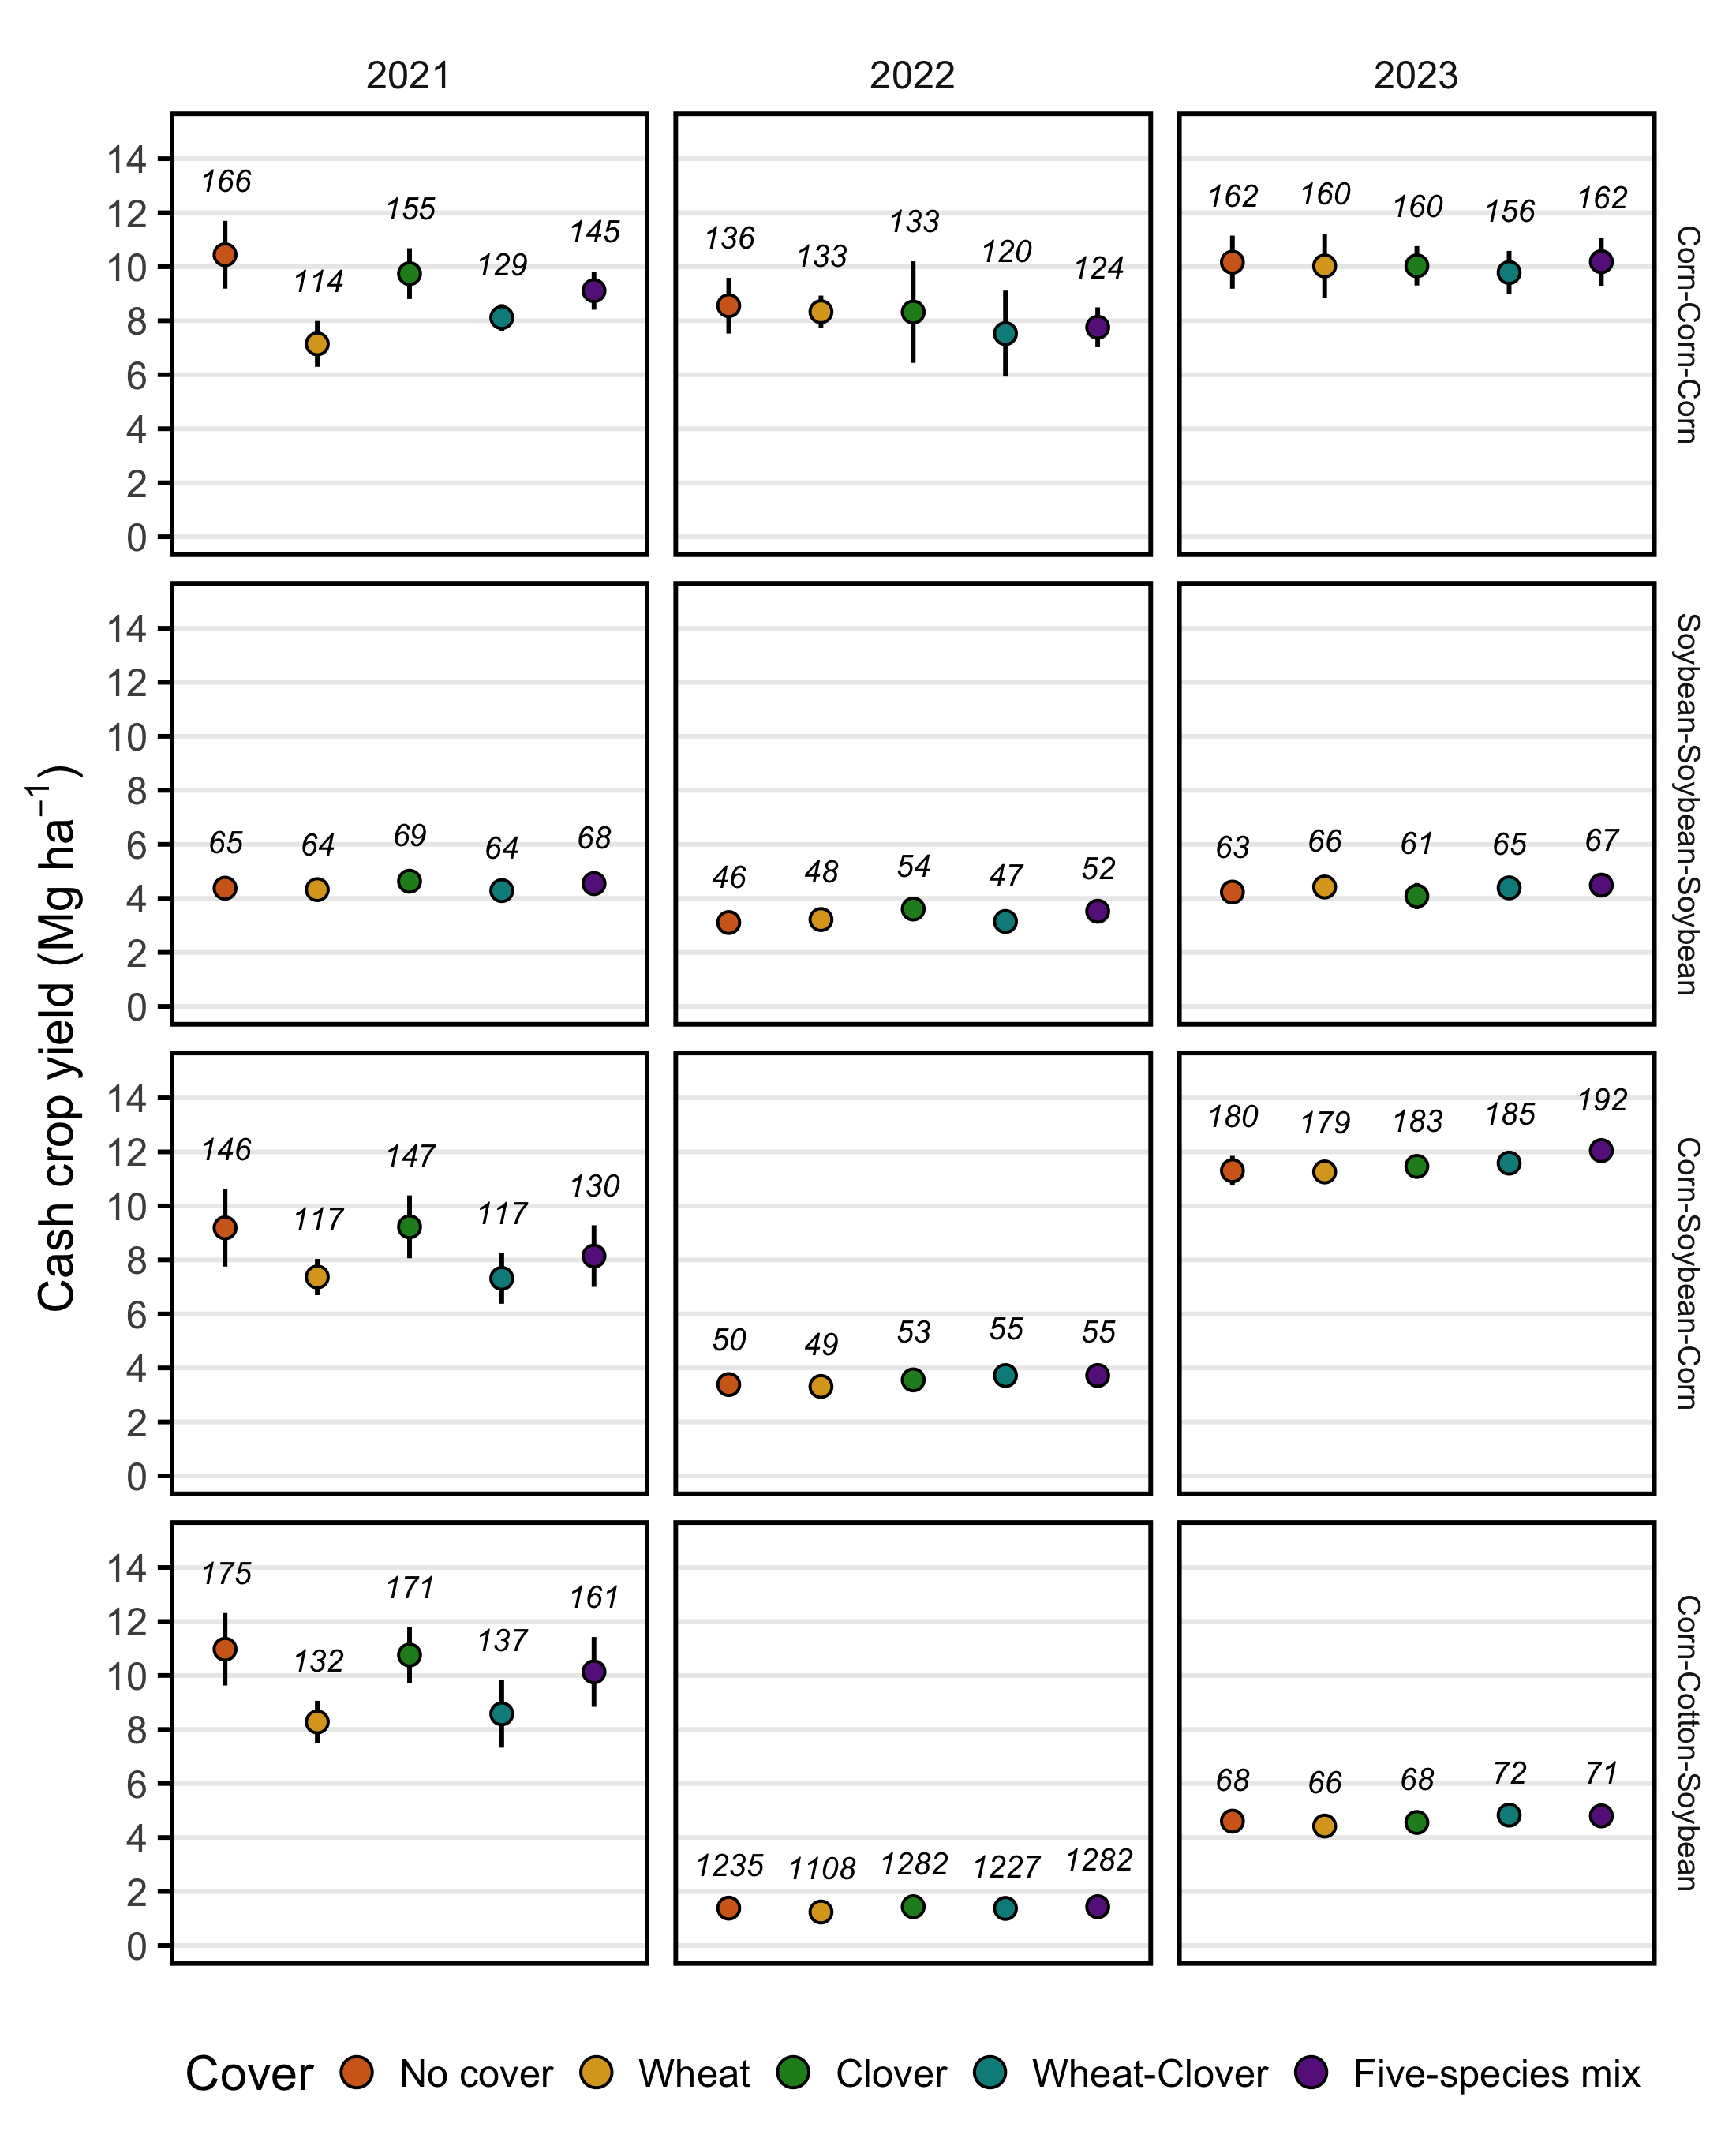 2021 2022 2023
Cash crop yield (Mg ha⁻¹)
14
12
10
8
6
4
2
0
166 114 155 129 145
136 133 133 120 124
162 160 160 156 162
Corn-Corn-Corn
14
12
10
8
6
4
2
0
65 64 69 64 68
46 48 54 47 52
63 66 61 65 67
Soybean-Soybean-Soybean
14
12
10
8
6
4
2
0
146 117 147 117 130
50 49 53 55 55
180 179 183 185 192
Corn-Soybean-Corn
14
12
10
8
6
4
2
0
175 132 171 137 161
1235 1108 1282 1227 1282
68 66 68 72 71
Corn-Cotton-Soybean
Cover No cover Wheat Clover Wheat-Clover Five-species mix